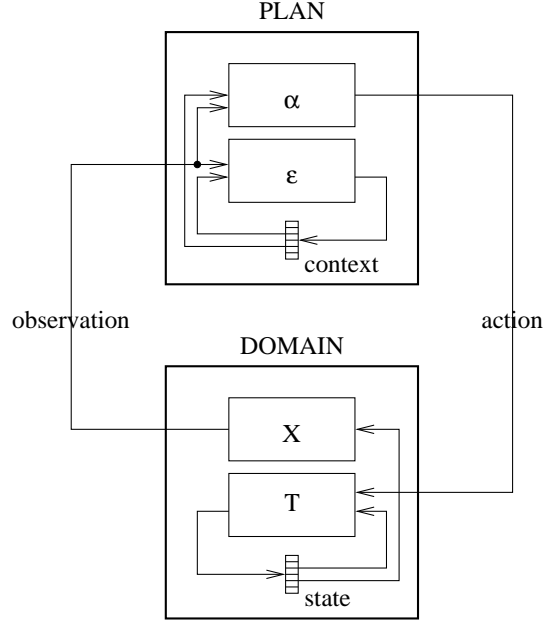 PLAN
α
ε
context
observation
action
DOMAIN
X
T
state